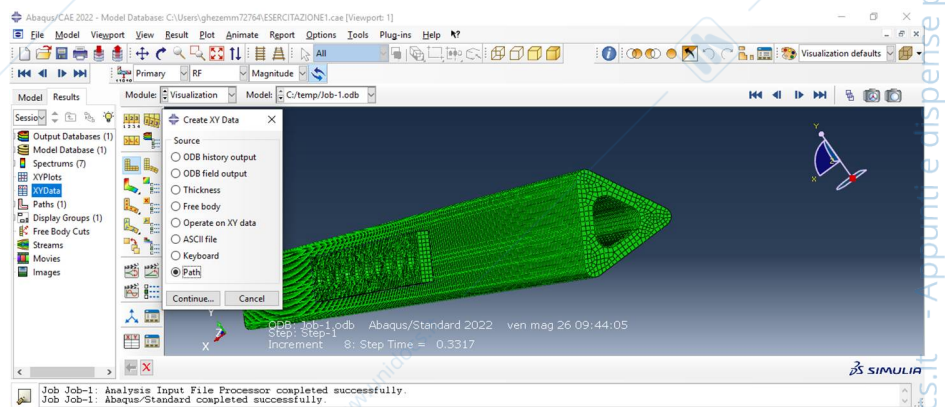 Abaqus/CAE 2022 - Model Database: C:\Users\ghezemm72764\ESERCITAZIONE1.cae [Viewport: 1]
File Model Viewport View Result Plot Animate Report Options Tools Plug-ins Help
All
Visualization defaults
Primary RF Magnitude
Model Results
Module: Visualization Model: C:/temp/Job-1.odb
Sessio
Output Databases (1)
Model Database (1)
Spectrums (7)
XYPlots
XYData
Paths (1)
Display Groups (1)
Free Body Cuts
Streams
Movies
Images
Create XY Data
Source
ODB history output
ODB field output
Thickness
Free body
Operate on XY data
ASCII file
Keyboard
Path
Continue... Cancel
Y
X
Y
X
ODB: Job-1.odb Abaqus/Standard 2022 ven mag 26 09:44:05
Step: Step-1
Increment 8: Step Time = 0.3317
SIMULIA
Job Job-1: Analysis Input File Processor completed successfully.
Job Job-1: Abaqus/Standard completed successfully.
cs.it - Appunti e dispense